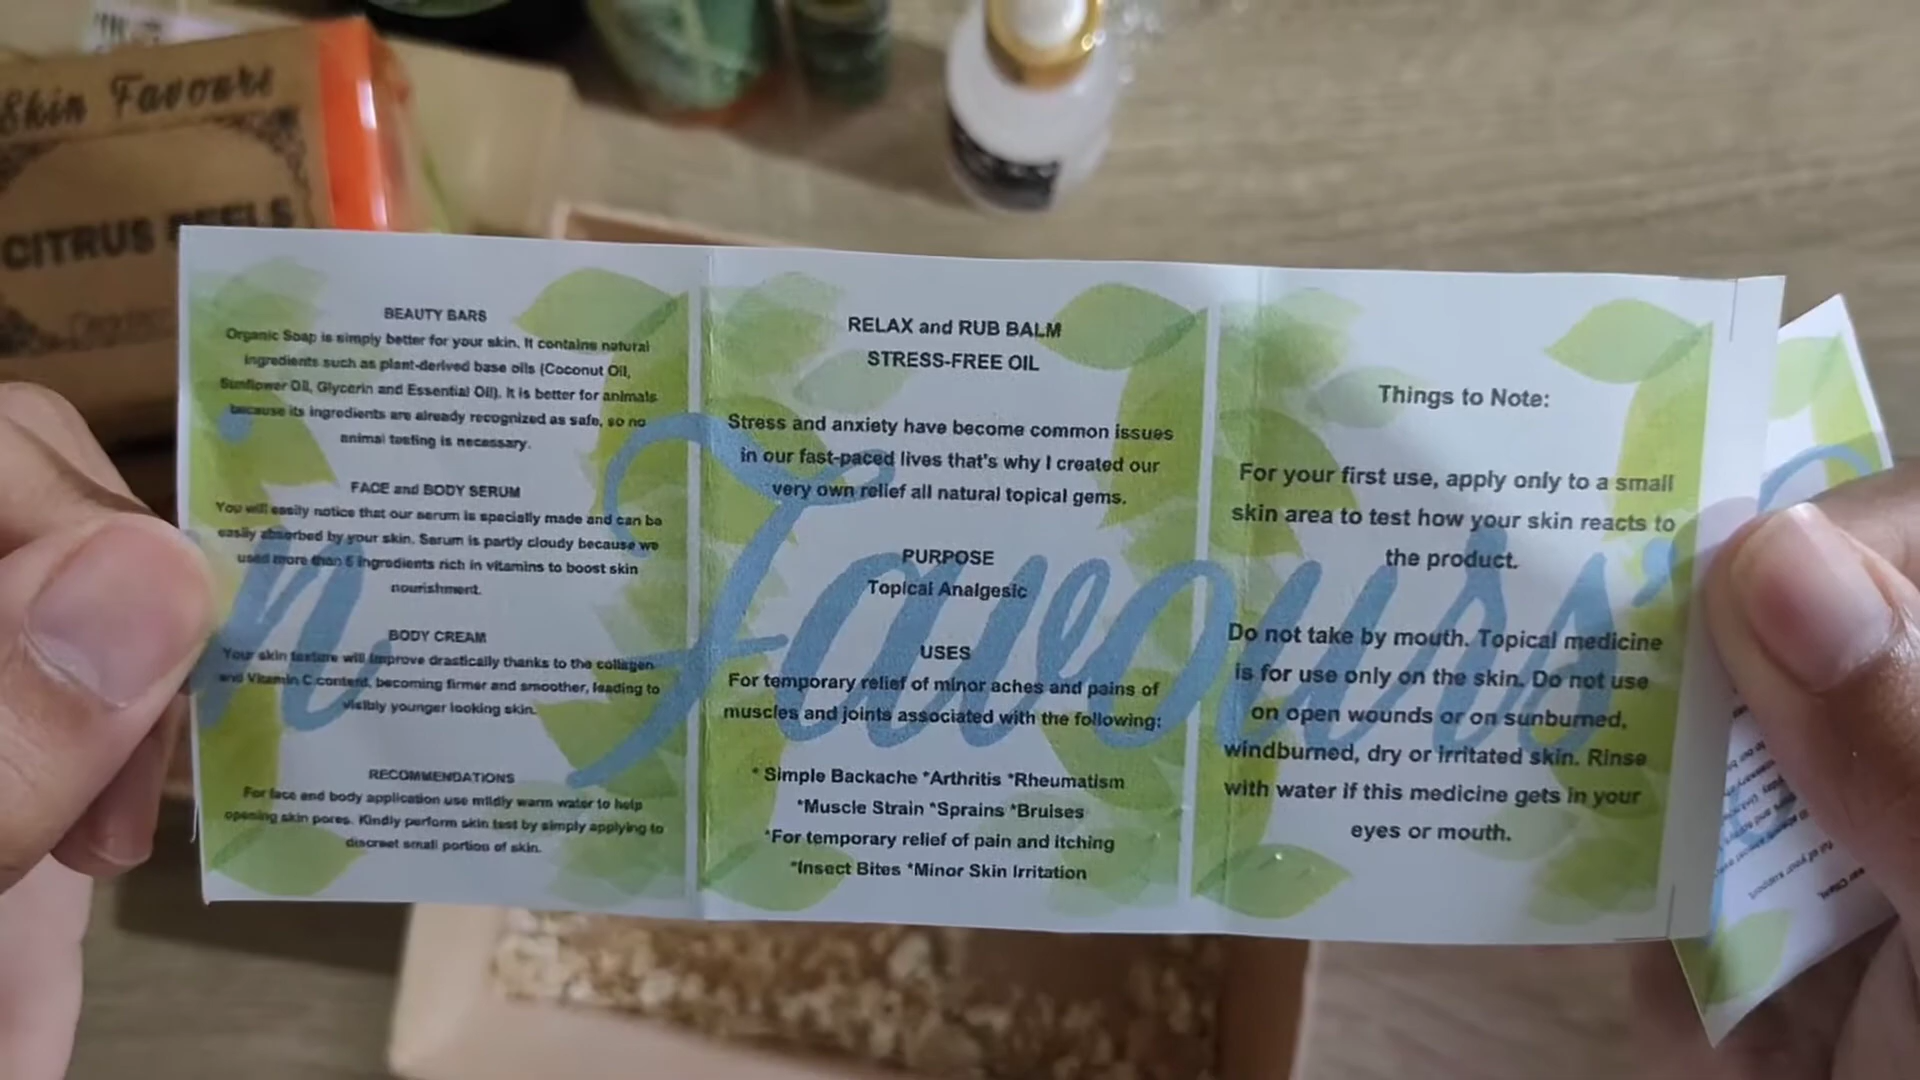 Skin Favours
CITRUS PEELS
BEAUTY BARS
Organic Soap is simply better for your skin. It contains natural
ingredients such as plant-derived base oils (Coconut Oil,
Sunflower Oil, Glycerin and Essential Oil). It is better for animals
because its ingredients are already recognized as safe, so no
animal testing is necessary.
FACE and BODY SERUM
You will easily notice that our serum is specially made and can be
easily absorbed by your skin. Serum is partly cloudy because we
used more than 6 ingredients rich in vitamins to boost skin
nourishment.
BODY CREAM
Your skin texture will improve drastically thanks to the collagen
and Vitamin C content, becoming firmer and smoother, leading to
visibly younger looking skin.
RECOMMENDATIONS
For face and body application use mildly warm water to help
opening skin pores. Kindly perform skin test by simply applying to
discreet small portion of skin.
RELAX and RUB BALM
STRESS-FREE OIL
Stress and anxiety have become common issues
in our fast-paced lives that's why I created our
very own relief all natural topical gems.
PURPOSE
Topical Analgesic
USES
For temporary relief of minor aches and pains of
muscles and joints associated with the following:
* Simple Backache *Arthritis *Rheumatism
*Muscle Strain *Sprains *Bruises
*For temporary relief of pain and itching
*Insect Bites *Minor Skin Irritation
Things to Note:
For your first use, apply only to a small
skin area to test how your skin reacts to
the product.
Do not take by mouth. Topical medicine
is for use only on the skin. Do not use
on open wounds or on sunburned,
windburned, dry or irritated skin. Rinse
with water if this medicine gets in your
eyes or mouth.
in Favours'